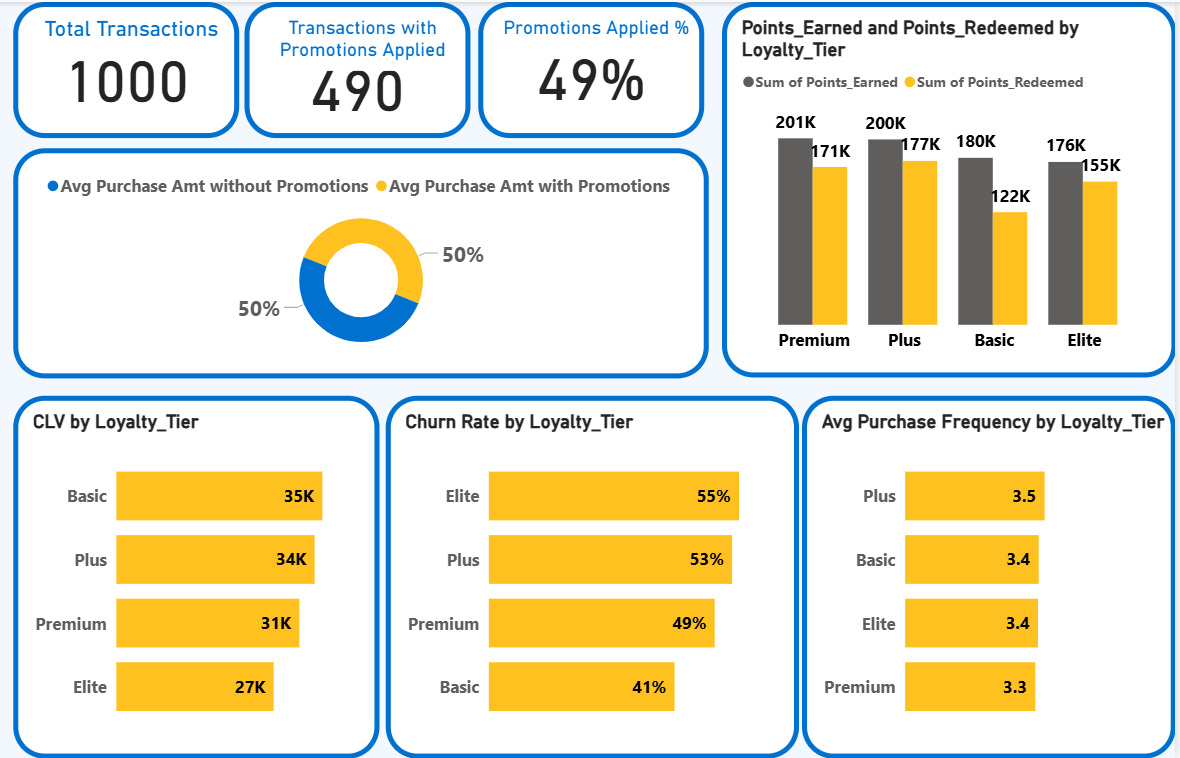 Total Transactions
1000
Transactions with
Promotions Applied
490
Promotions Applied %
49%
Points_Earned and Points_Redeemed by
Loyalty_Tier
Sum of Points_Earned Sum of Points_Redeemed
201K
171K
200K
177K
180K
122K
176K
155K
Premium Plus Basic Elite
Avg Purchase Amt without Promotions Avg Purchase Amt with Promotions
50%
50%
CLV by Loyalty_Tier
Basic 35K
Plus 34K
Premium 31K
Elite 27K
Churn Rate by Loyalty_Tier
Elite 55%
Plus 53%
Premium 49%
Basic 41%
Avg Purchase Frequency by Loyalty_Tier
Plus 3.5
Basic 3.4
Elite 3.4
Premium 3.3